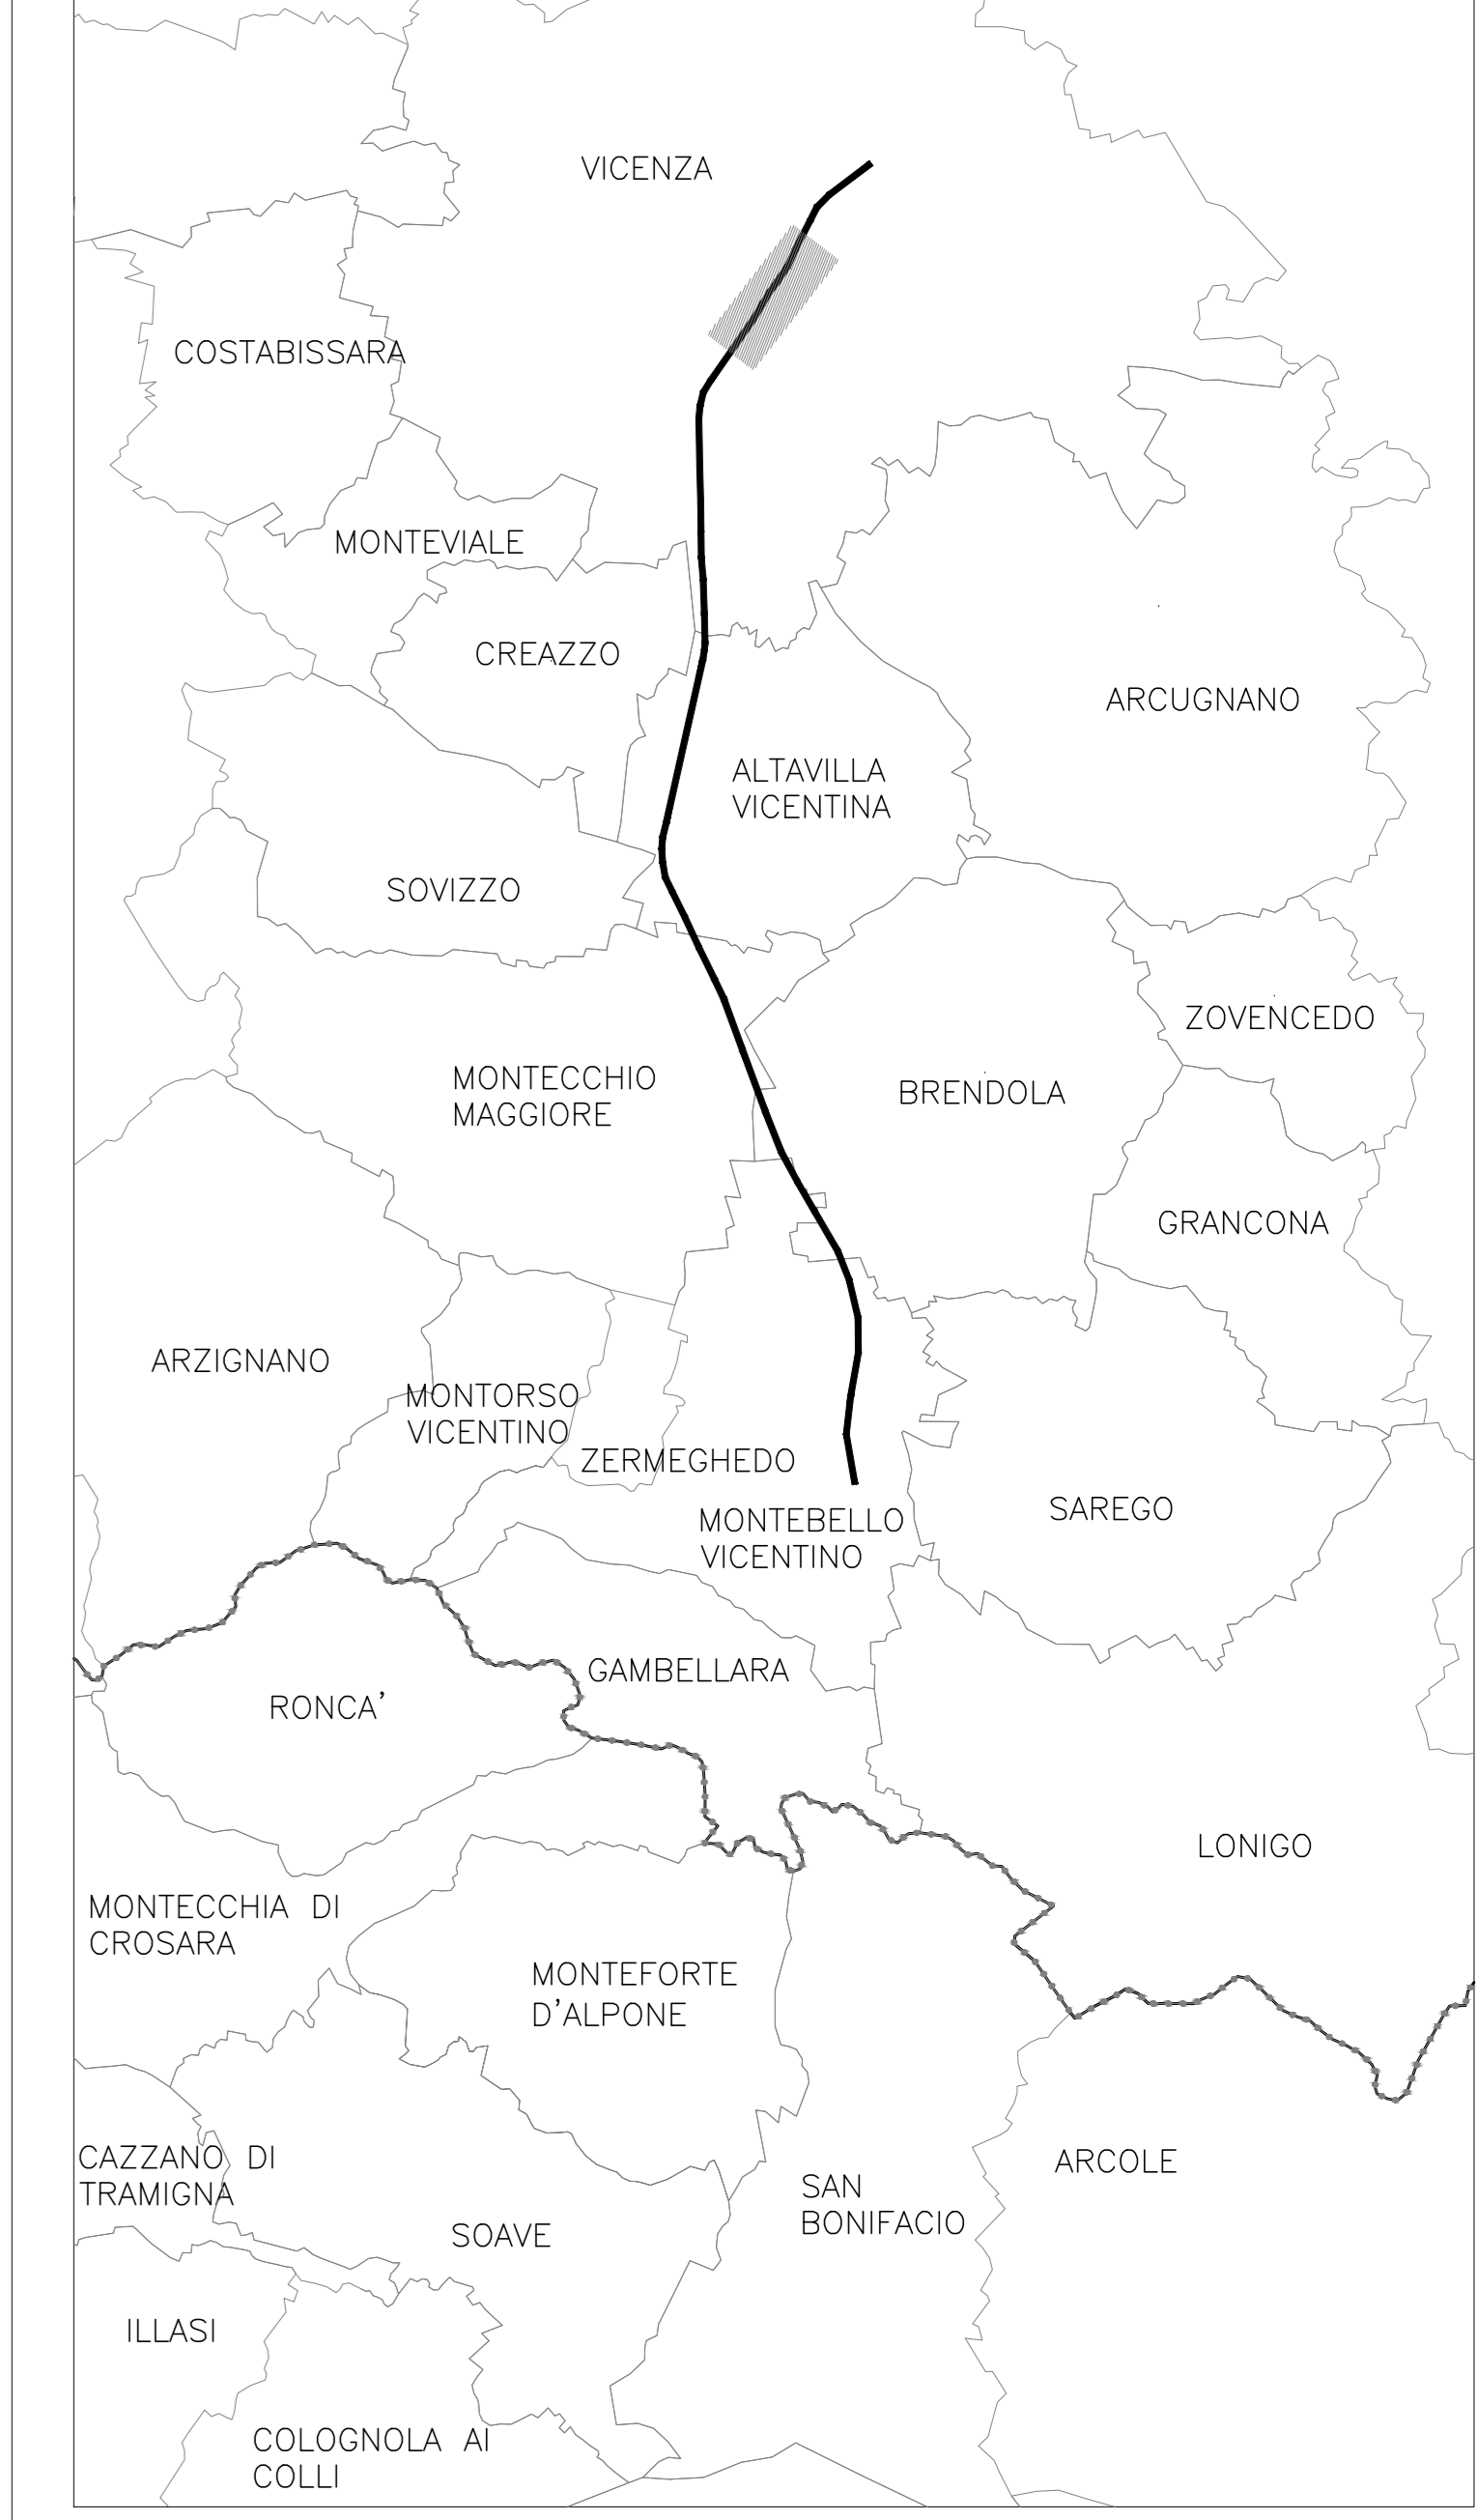 VICENZA
COSTABISSARA
MONTEVIALE
CREAZZO
ARCUGNANO
ALTAVILLA
VICENTINA
SOVIZZO
ZOVENCEDO
MONTECCHIO
MAGGIORE
BRENDOLA
GRANCONA
ARZIGNANO
MONTORSO
VICENTINO
ZERMEGHEDO
SAREGO
MONTEBELLO
VICENTINO
GAMBELLARA
RONCA'
LONIGO
MONTECCHIA DI
CROSARA
MONTEFORTE
D'ALPONE
CAZZANO DI
TRAMIGNA
ARCOLE
SAN
BONIFACIO
SOAVE
ILLASI
COLOGNOLA AI
COLLI